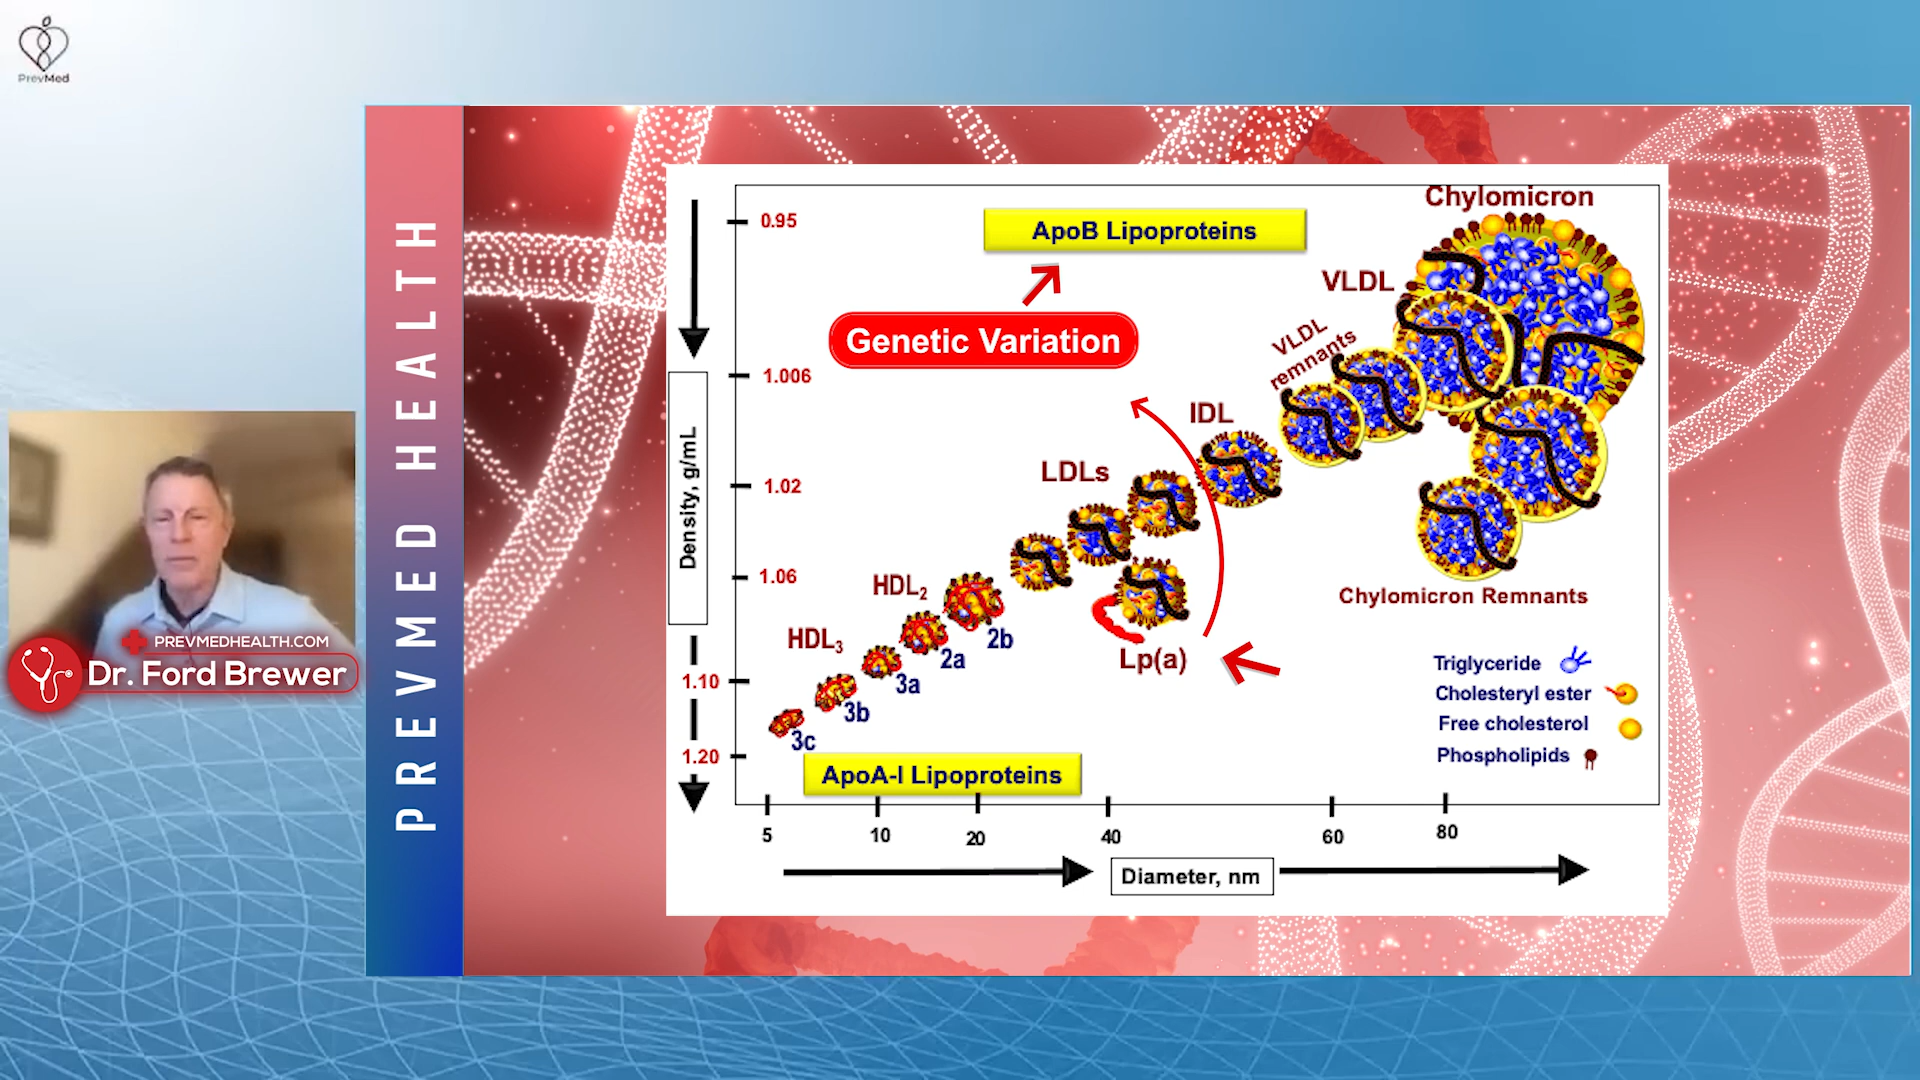 PrevMed
PREVMED HEALTH
PREVMEDHEALTH.COM
Dr. Ford Brewer
Density, g/mL
0.95
1.006
1.02
1.06
1.10
1.20
ApoB Lipoproteins
Genetic Variation
Chylomicron
VLDL
VLDL
remnants
IDL
LDLs
HDL2
2b
2a
HDL3
3a
3b
3c
Lp(a)
Chylomicron Remnants
Triglyceride
Cholesteryl ester
Free cholesterol
Phospholipids
ApoA-I Lipoproteins
5 10 20 40 60 80
Diameter, nm